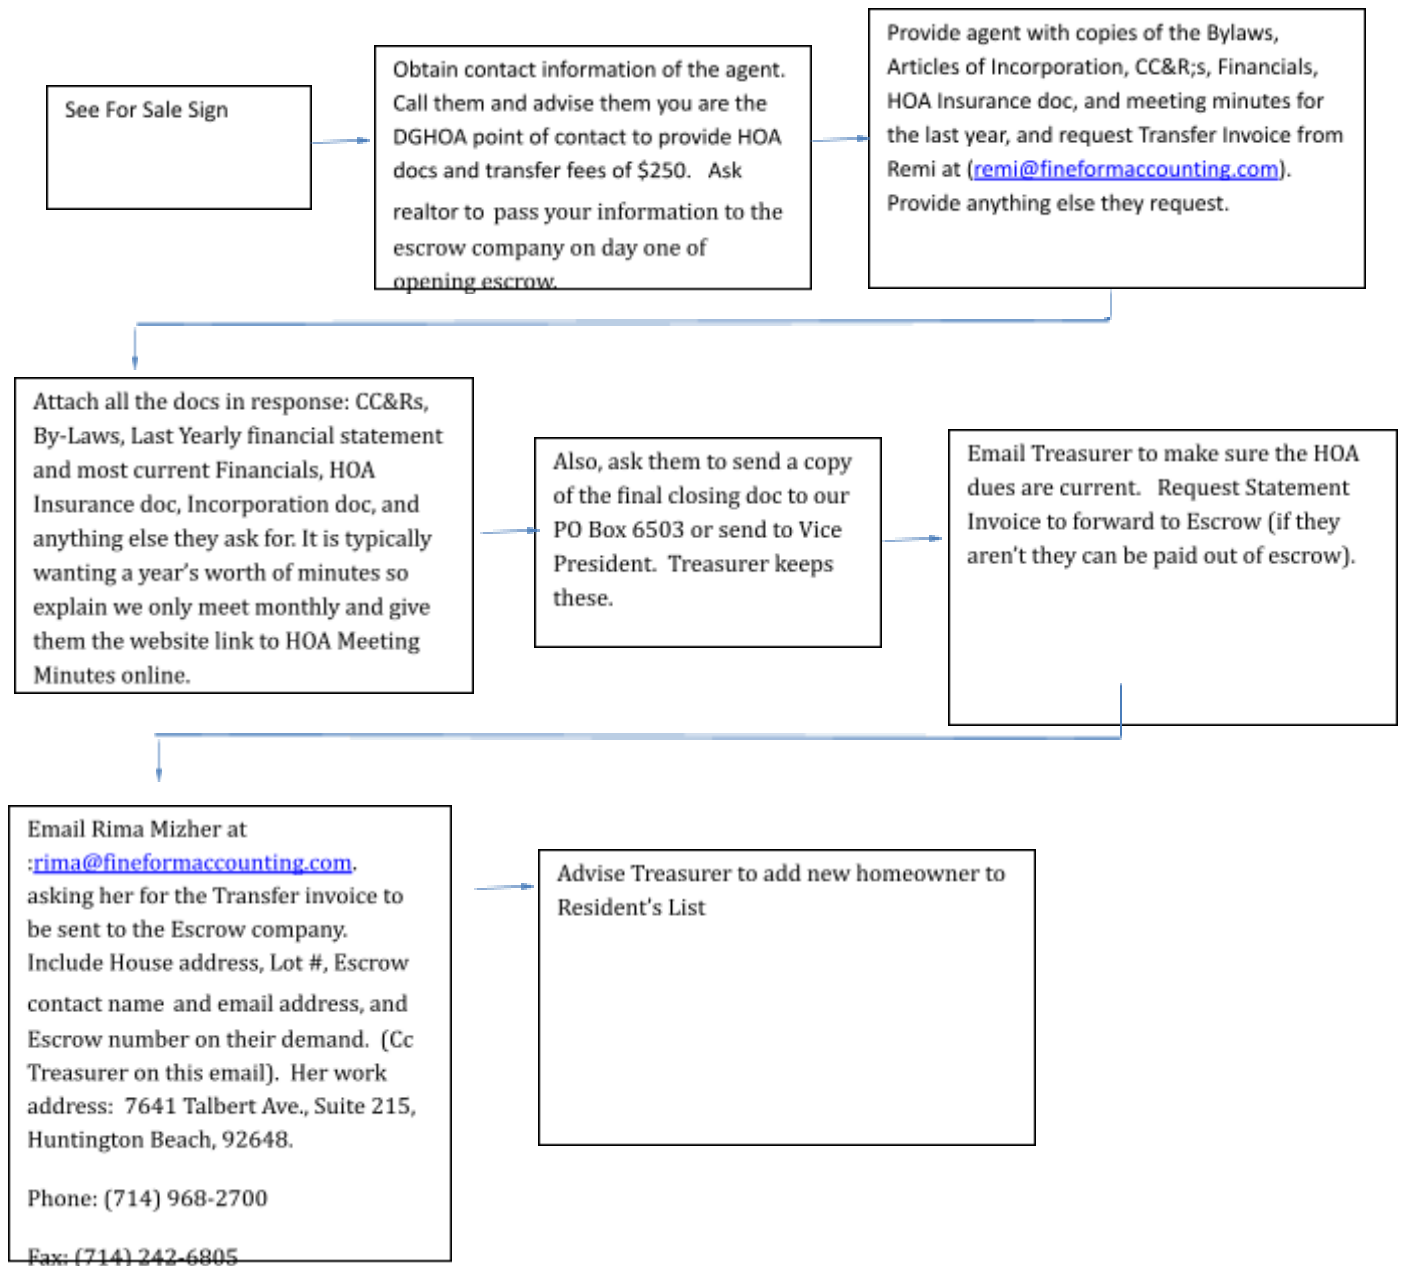 See For Sale Sign
Obtain contact information of the agent.
Call them and advise them you are the
DGHOA point of contact to provide HOA
docs and transfer fees of $250.   Ask
realtor to pass your information to the
escrow company on day one of
opening escrow.
Provide agent with copies of the Bylaws,
Articles of Incorporation, CC&R;s, Financials,
HOA Insurance doc, and meeting minutes for
the last year, and request Transfer Invoice from
Remi at (remi@fineformaccounting.com).
Provide anything else they request.
Attach all the docs in response: CC&Rs,
By-Laws, Last Yearly financial statement
and most current Financials, HOA
Insurance doc, Incorporation doc, and
anything else they ask for. It is typically
wanting a year's worth of minutes so
explain we only meet monthly and give
them the website link to HOA Meeting
Minutes online.
Also, ask them to send a copy
of the final closing doc to our
PO Box 6503 or send to Vice
President.  Treasurer keeps
these.
Email Treasurer to make sure the HOA
dues are current.   Request Statement
Invoice to forward to Escrow (if they
aren't they can be paid out of escrow).
Email Rima Mizher at
:rima@fineformaccounting.com.
asking her for the Transfer invoice to
be sent to the Escrow company.
Include House address, Lot #, Escrow
contact name and email address, and
Escrow number on their demand.  (Cc
Treasurer on this email).  Her work
address:  7641 Talbert Ave., Suite 215,
Huntington Beach, 92648.
Phone: (714) 968-2700
Fax: (714) 242-6805
Advise Treasurer to add new homeowner to
Resident's List